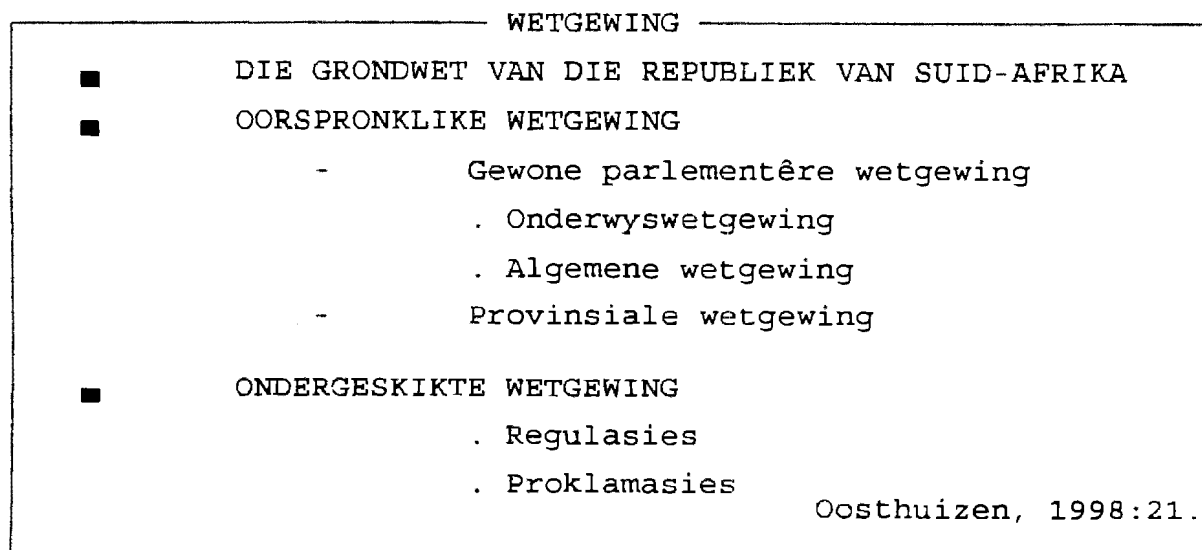 WETGEWING
■ DIE GRONDWET VAN DIE REPUBLIEK VAN SUID-AFRIKA
■ OORSPRONKLIKE WETGEWING
- Gewone parlementêre wetgewing
. Onderwyswetgewing
. Algemene wetgewing
- Provinsiale wetgewing
■ ONDERGESKIKTE WETGEWING
. Regulasies
. Proklamasies
Oosthuizen, 1998:21.